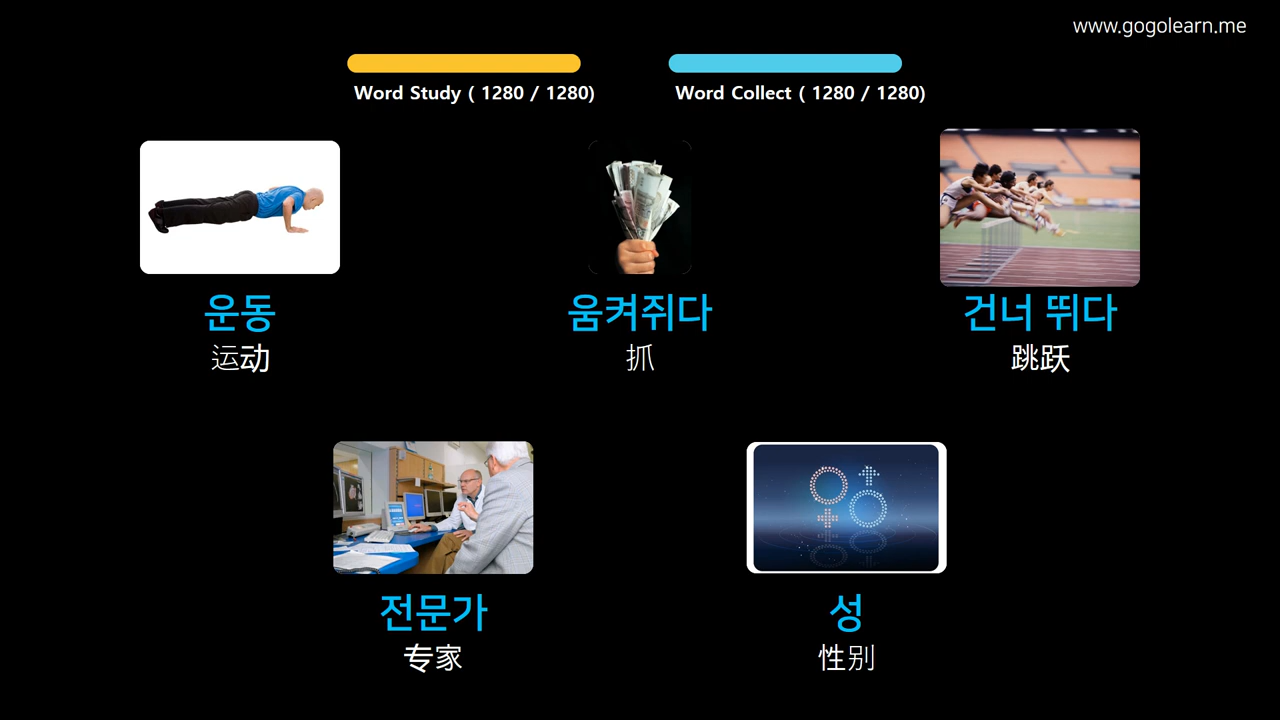 www.gogolearn.me
Word Study ( 1280 / 1280)
Word Collect ( 1280 / 1280)
운동
运动
움켜쥐다
抓
건너 뛰다
跳跃
전문가
专家
성
性别